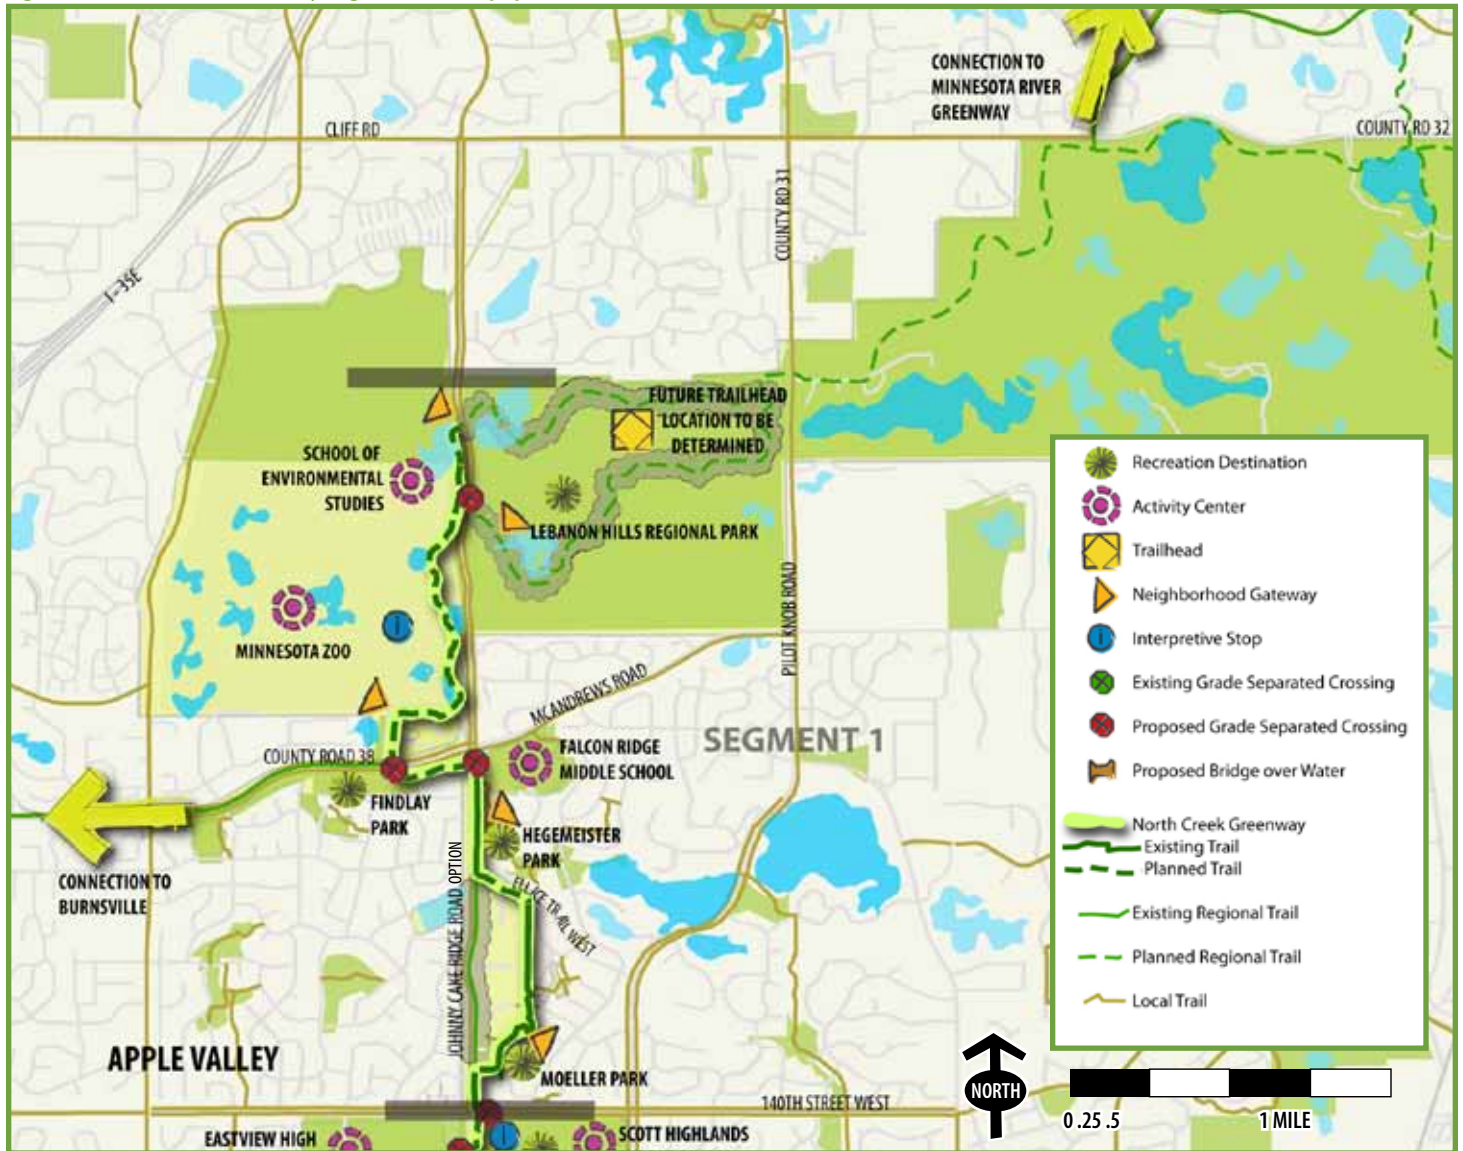 CONNECTION TO
MINNESOTA RIVER
GREENWAY
CLIFF RD
COUNTY RD 32
COUNTY RD 31
I-35E
FUTURE TRAILHEAD
LOCATION TO BE
DETERMINED
SCHOOL OF
ENVIRONMENTAL
STUDIES
LEBANON HILLS REGIONAL PARK
MINNESOTA ZOO
PILOT KNOB ROAD
MCANDREWS ROAD
SEGMENT 1
COUNTY ROAD 38
FALCON RIDGE
MIDDLE SCHOOL
FINDLAY
PARK
HEGEMEISTER
PARK
CONNECTION TO
BURNSVILLE
JOHNNY CAKE RIDGE ROAD OPTION
TRAIL WEST
APPLE VALLEY
MOELLER PARK
140TH STREET WEST
EASTVIEW HIGH
SCOTT HIGHLANDS
Recreation Destination
Activity Center
Trailhead
Neighborhood Gateway
i Interpretive Stop
Existing Grade Separated Crossing
Proposed Grade Separated Crossing
Proposed Bridge over Water
North Creek Greenway
Existing Trail
Planned Trail
Existing Regional Trail
Planned Regional Trail
Local Trail
NORTH
0 .25 .5 1 MILE